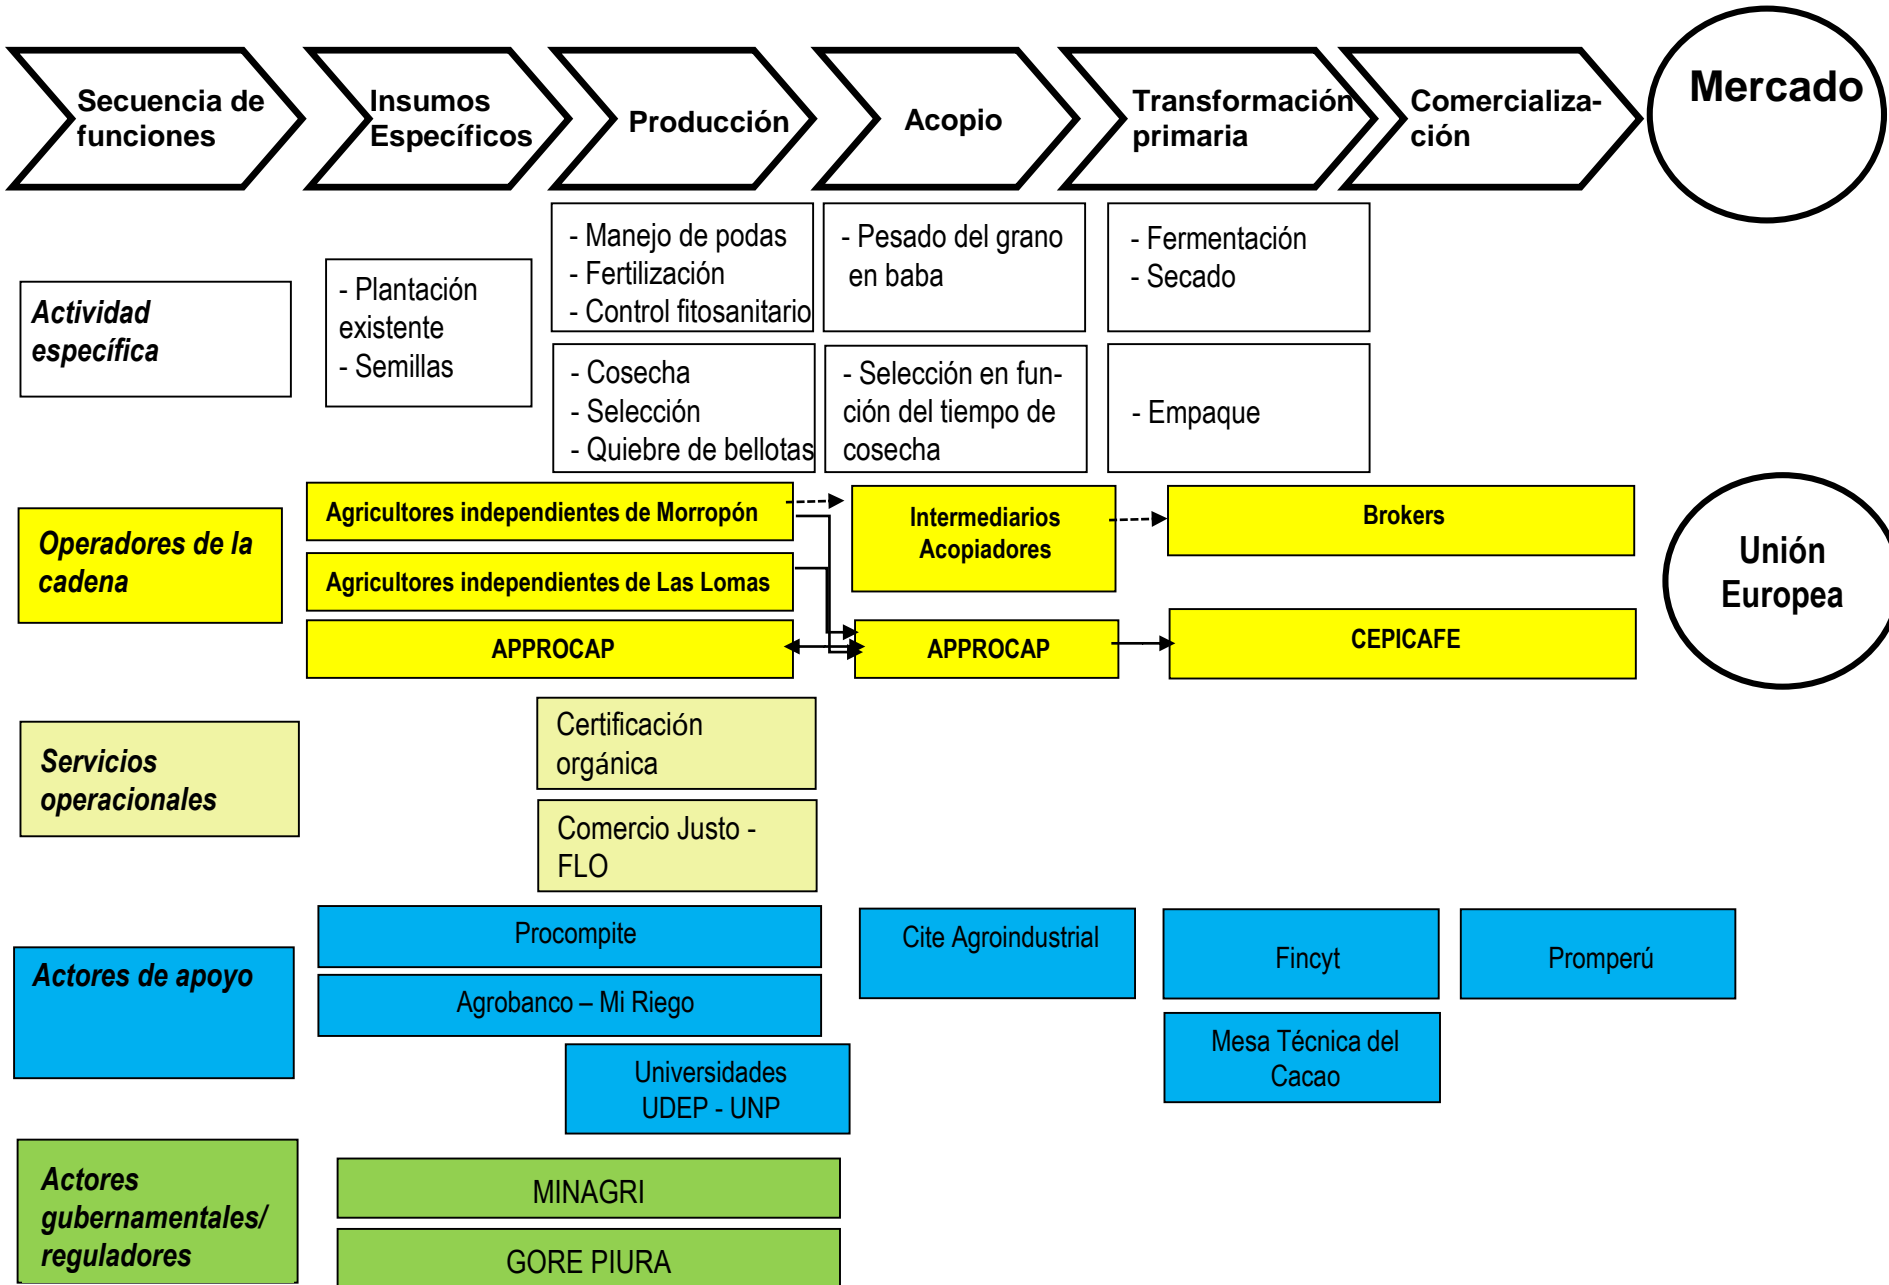 Secuencia de
funciones
Insumos
Específicos
Producción
Acopio
Transformación
primaria
Comercializa-
ción
Mercado
Actividad
específica
- Plantación
existente
- Semillas
- Manejo de podas
- Fertilización
- Control fitosanitario
- Cosecha
- Selección
- Quiebre de bellotas
- Pesado del grano
en baba
- Selección en fun-
ción del tiempo de
cosecha
- Fermentación
- Secado
- Empaque
Operadores de la
cadena
Agricultores independientes de Morropón
Agricultores independientes de Las Lomas
APPROCAP
Intermediarios
Acopiadores
APPROCAP
Brokers
CEPICAFE
Unión
Europea
Servicios
operacionales
Certificación
orgánica
Comercio Justo -
FLO
Actores de apoyo
Procompite
Agrobanco – Mi Riego
Universidades
UDEP - UNP
Cite Agroindustrial
Fincyt
Mesa Técnica del
Cacao
Promperú
Actores
gubernamentales/
reguladores
MINAGRI
GORE PIURA